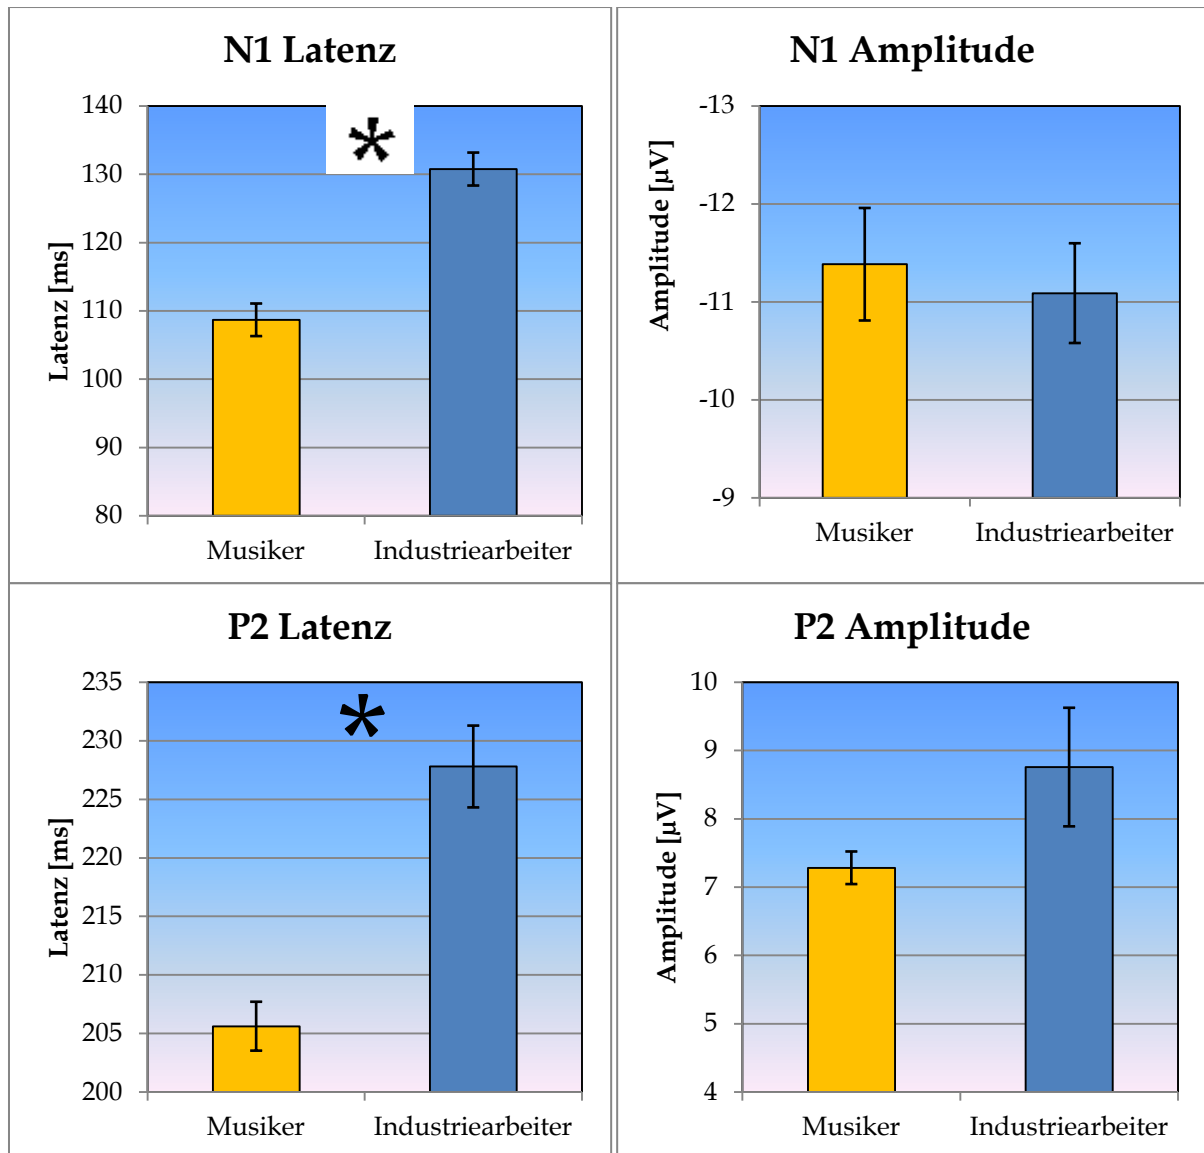 N1 Latenz
*
Latenz [ms]
140
130
120
110
100
90
80
Musiker Industriearbeiter
N1 Amplitude
Amplitude [µV]
-13
-12
-11
-10
-9
Musiker Industriearbeiter
P2 Latenz
*
Latenz [ms]
235
230
225
220
215
210
205
200
Musiker Industriearbeiter
P2 Amplitude
Amplitude [µV]
10
9
8
7
6
5
4
Musiker Industriearbeiter